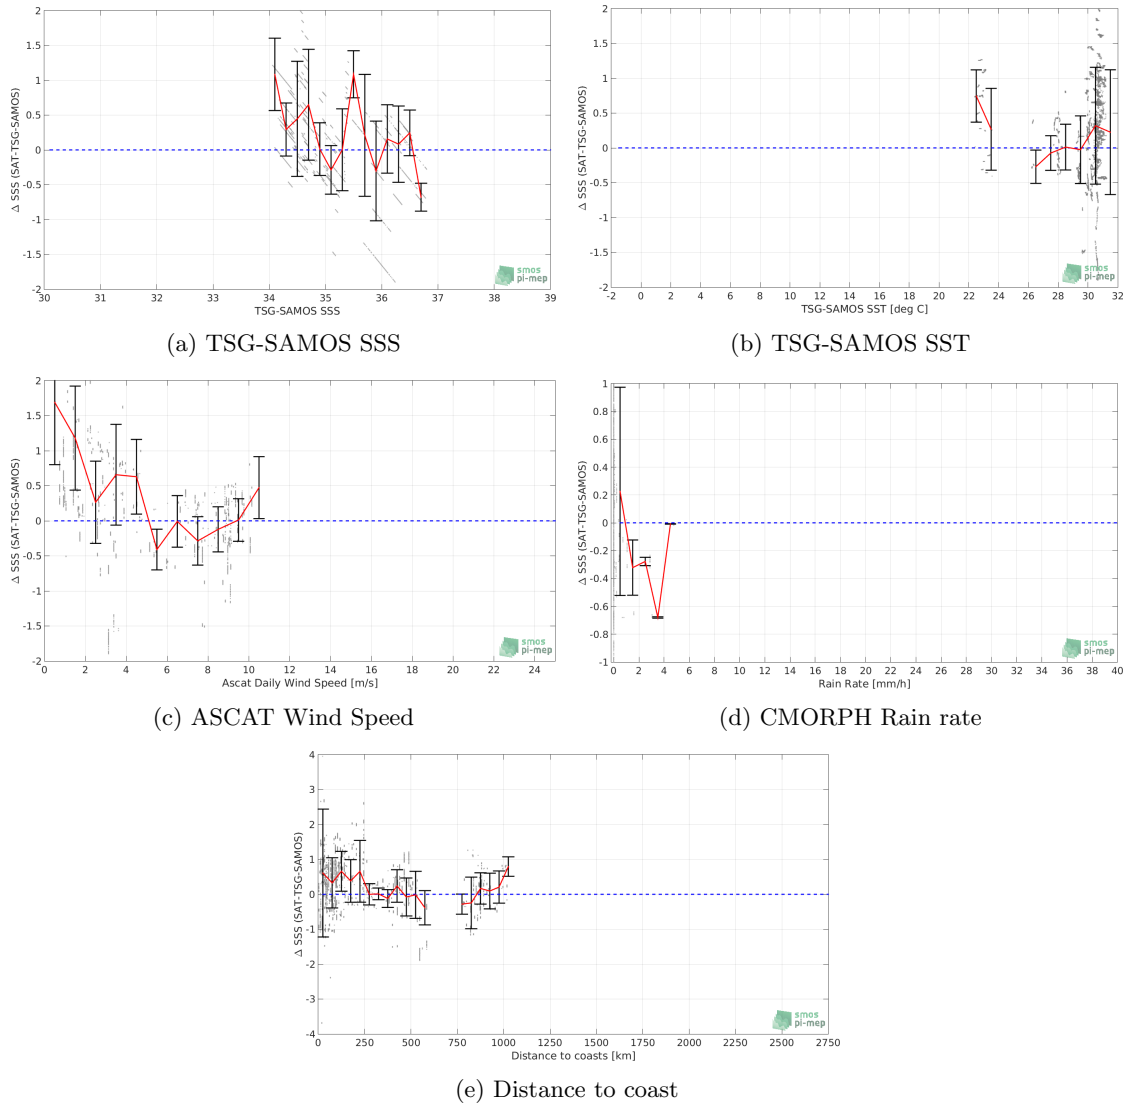 2
1.5
1
0.5
0
-0.5
-1
-1.5
-2
Δ SSS (SAT-TSG-SAMOS)
30 31 32 33 34 35 36 37 38 39
TSG-SAMOS SSS
smos
pi-mep
(a) TSG-SAMOS SSS
2
1.5
1
0.5
0
-0.5
-1
-1.5
-2
Δ SSS (SAT-TSG-SAMOS)
-2 0 2 4 6 8 10 12 14 16 18 20 22 24 26 28 30 32
TSG-SAMOS SST [deg C]
smos
pi-mep
(b) TSG-SAMOS SST
2
1.5
1
0.5
0
-0.5
-1
-1.5
-2
Δ SSS (SAT-TSG-SAMOS)
0 2 4 6 8 10 12 14 16 18 20 22 24
Ascat Daily Wind Speed [m/s]
smos
pi-mep
(c) ASCAT Wind Speed
1
0.8
0.6
0.4
0.2
0
-0.2
-0.4
-0.6
-0.8
-1
Δ SSS (SAT-TSG-SAMOS)
0 2 4 6 8 10 12 14 16 18 20 22 24 26 28 30 32 34 36 38 40
Rain Rate [mm/h]
smos
pi-mep
(d) CMORPH Rain rate
4
3
2
1
0
-1
-2
-3
-4
Δ SSS (SAT-TSG-SAMOS)
0 250 500 750 1000 1250 1500 1750 2000 2250 2500 2750
Distance to coasts [km]
smos
pi-mep
(e) Distance to coast